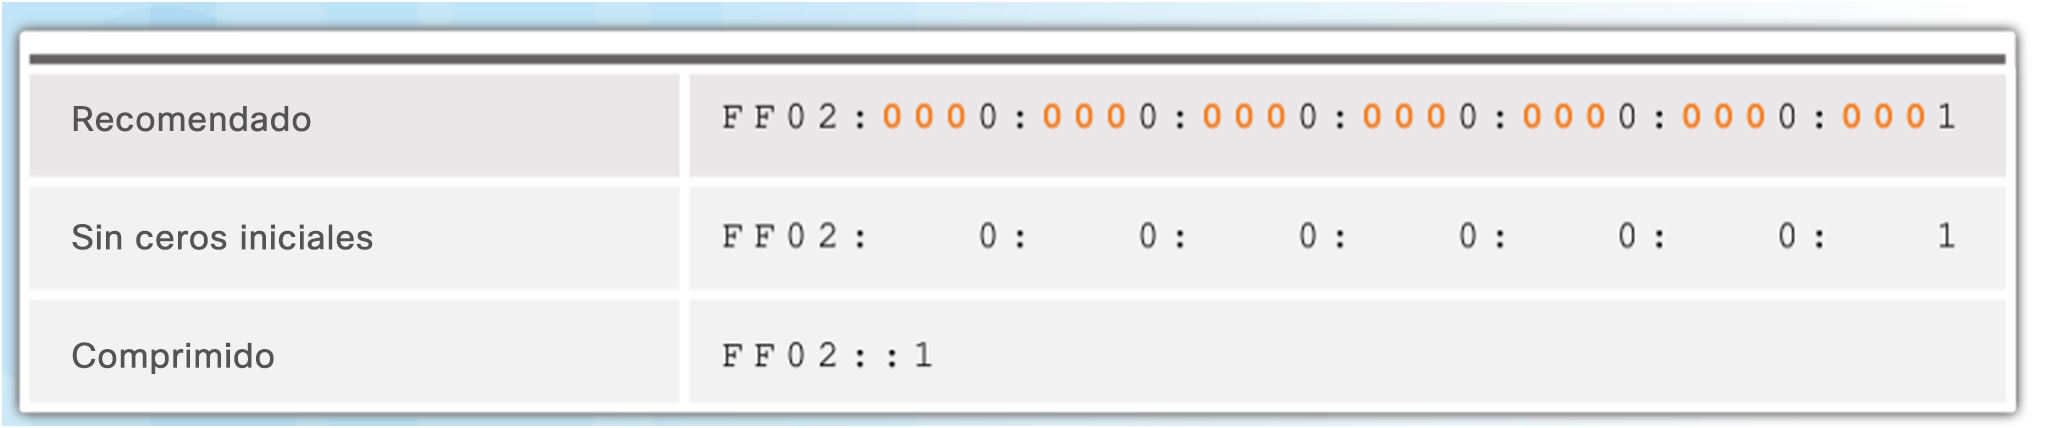 Recomendado FF02:0000:0000:0000:0000:0000:0000:0001
Sin ceros iniciales FF02: 0: 0: 0: 0: 0: 0: 1
Comprimido FF02::1